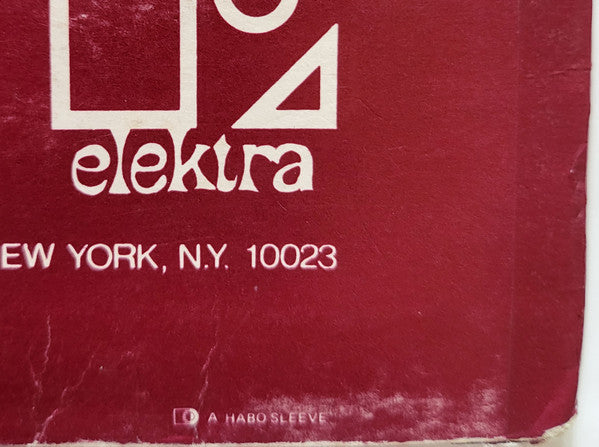 elektra
EW YORK, N.Y. 10023
A HABO SLEEVE